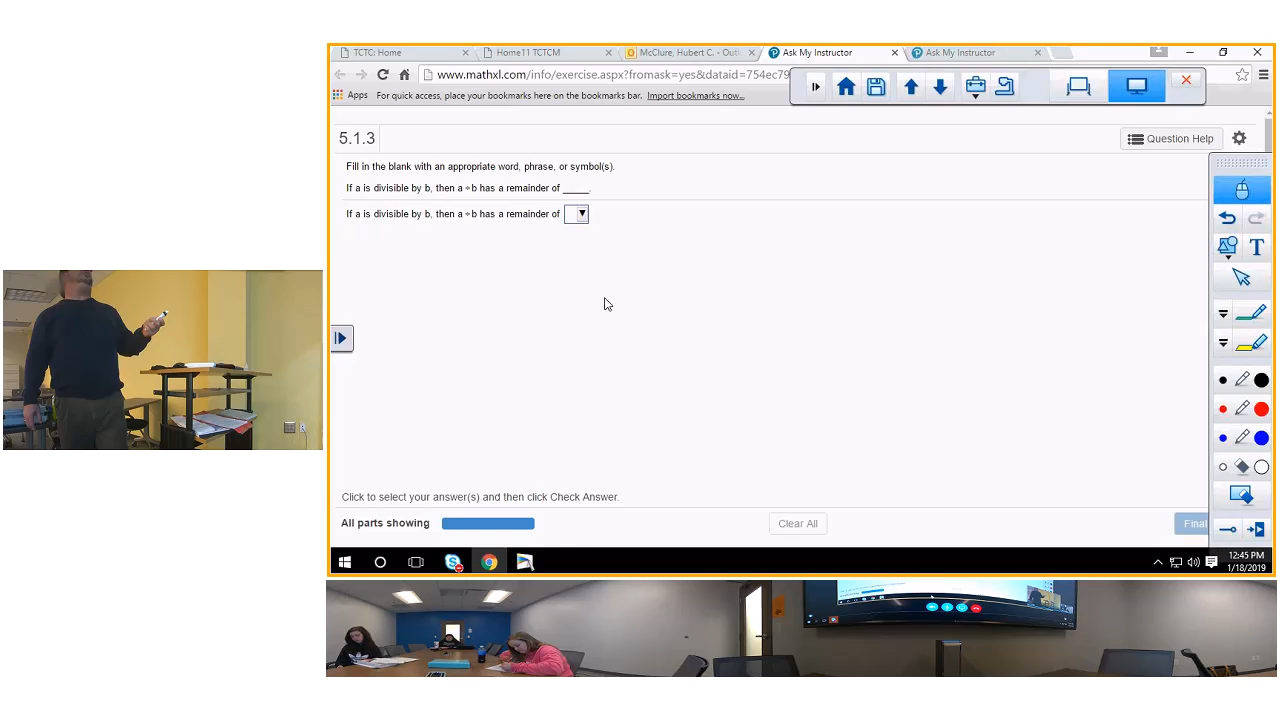 TCTC: Home
Home11 TCTCM
McClure, Hubert C. - Outl
Ask My Instructor
Ask My Instructor
www.mathxl.com/info/exercise.aspx?fromask=yes&dataid=754ec79
Apps
For quick access, place your bookmarks here on the bookmarks bar.
Import bookmarks now...
5.1.3
Question Help
Fill in the blank with an appropriate word, phrase, or symbol(s).
If a is divisible by b, then a ÷ b has a remainder of _____.
If a is divisible by b, then a ÷ b has a remainder of
T
Click to select your answer(s) and then click Check Answer.
All parts showing
Clear All
Final
12:45 PM
1/18/2019